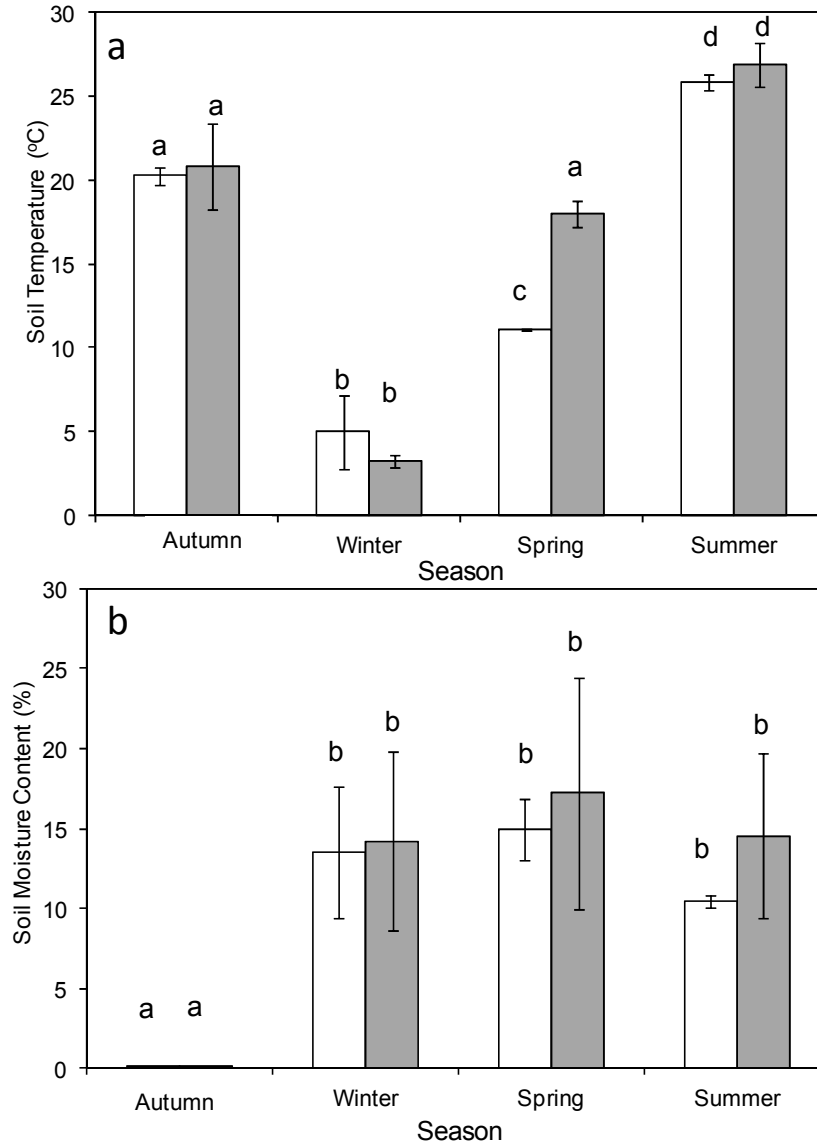 a
Soil Temperature (ºC)
30
25
20
15
10
5
0
a
a
b
b
c
a
d
d
Autumn
Winter
Spring
Summer
Season
b
Soil Moisture Content (%)
30
25
20
15
10
5
0
a
a
b
b
b
b
b
b
Autumn
Winter
Spring
Summer
Season